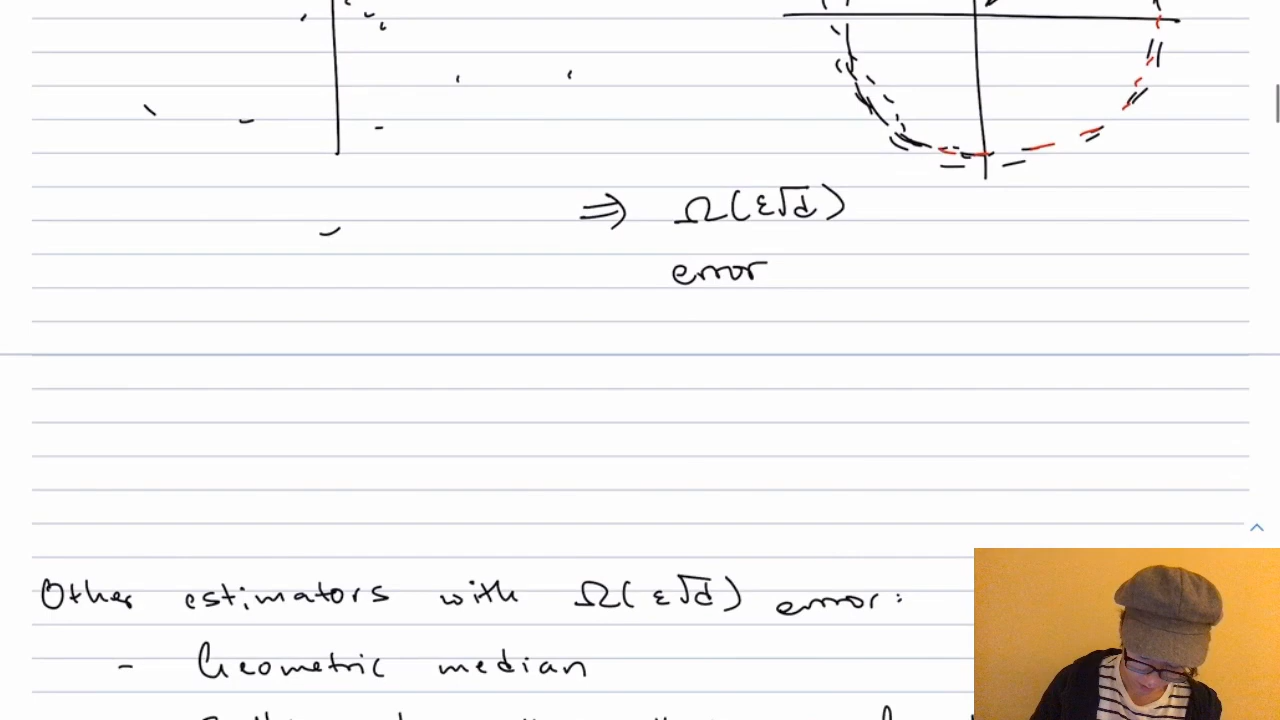 ⇒ Ω(ε√d)
error
Other estimators with Ω(ε√d) error:
- Geometric median